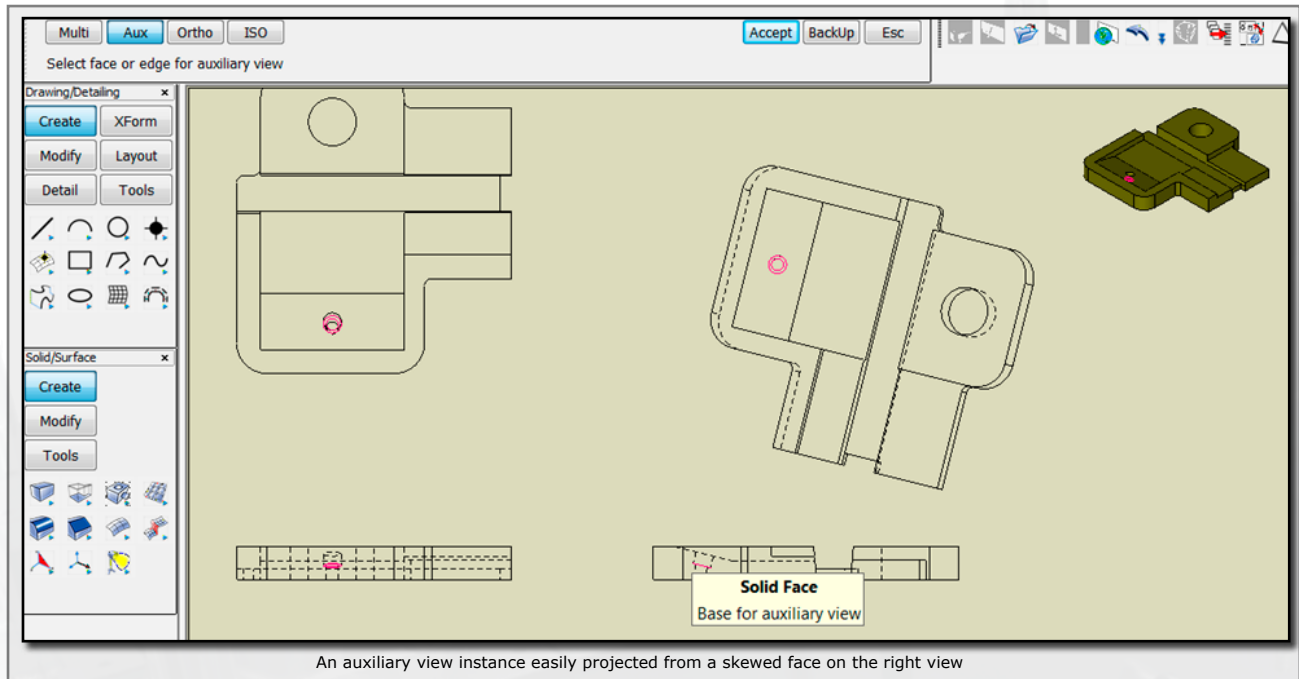 Multi Aux Ortho ISO Accept BackUp Esc
Select face or edge for auxiliary view
Drawing/Detailing x
Create XForm
Modify Layout
Detail Tools
Solid/Surface x
Create
Modify
Tools
Solid Face
Base for auxiliary view
An auxiliary view instance easily projected from a skewed face on the right view